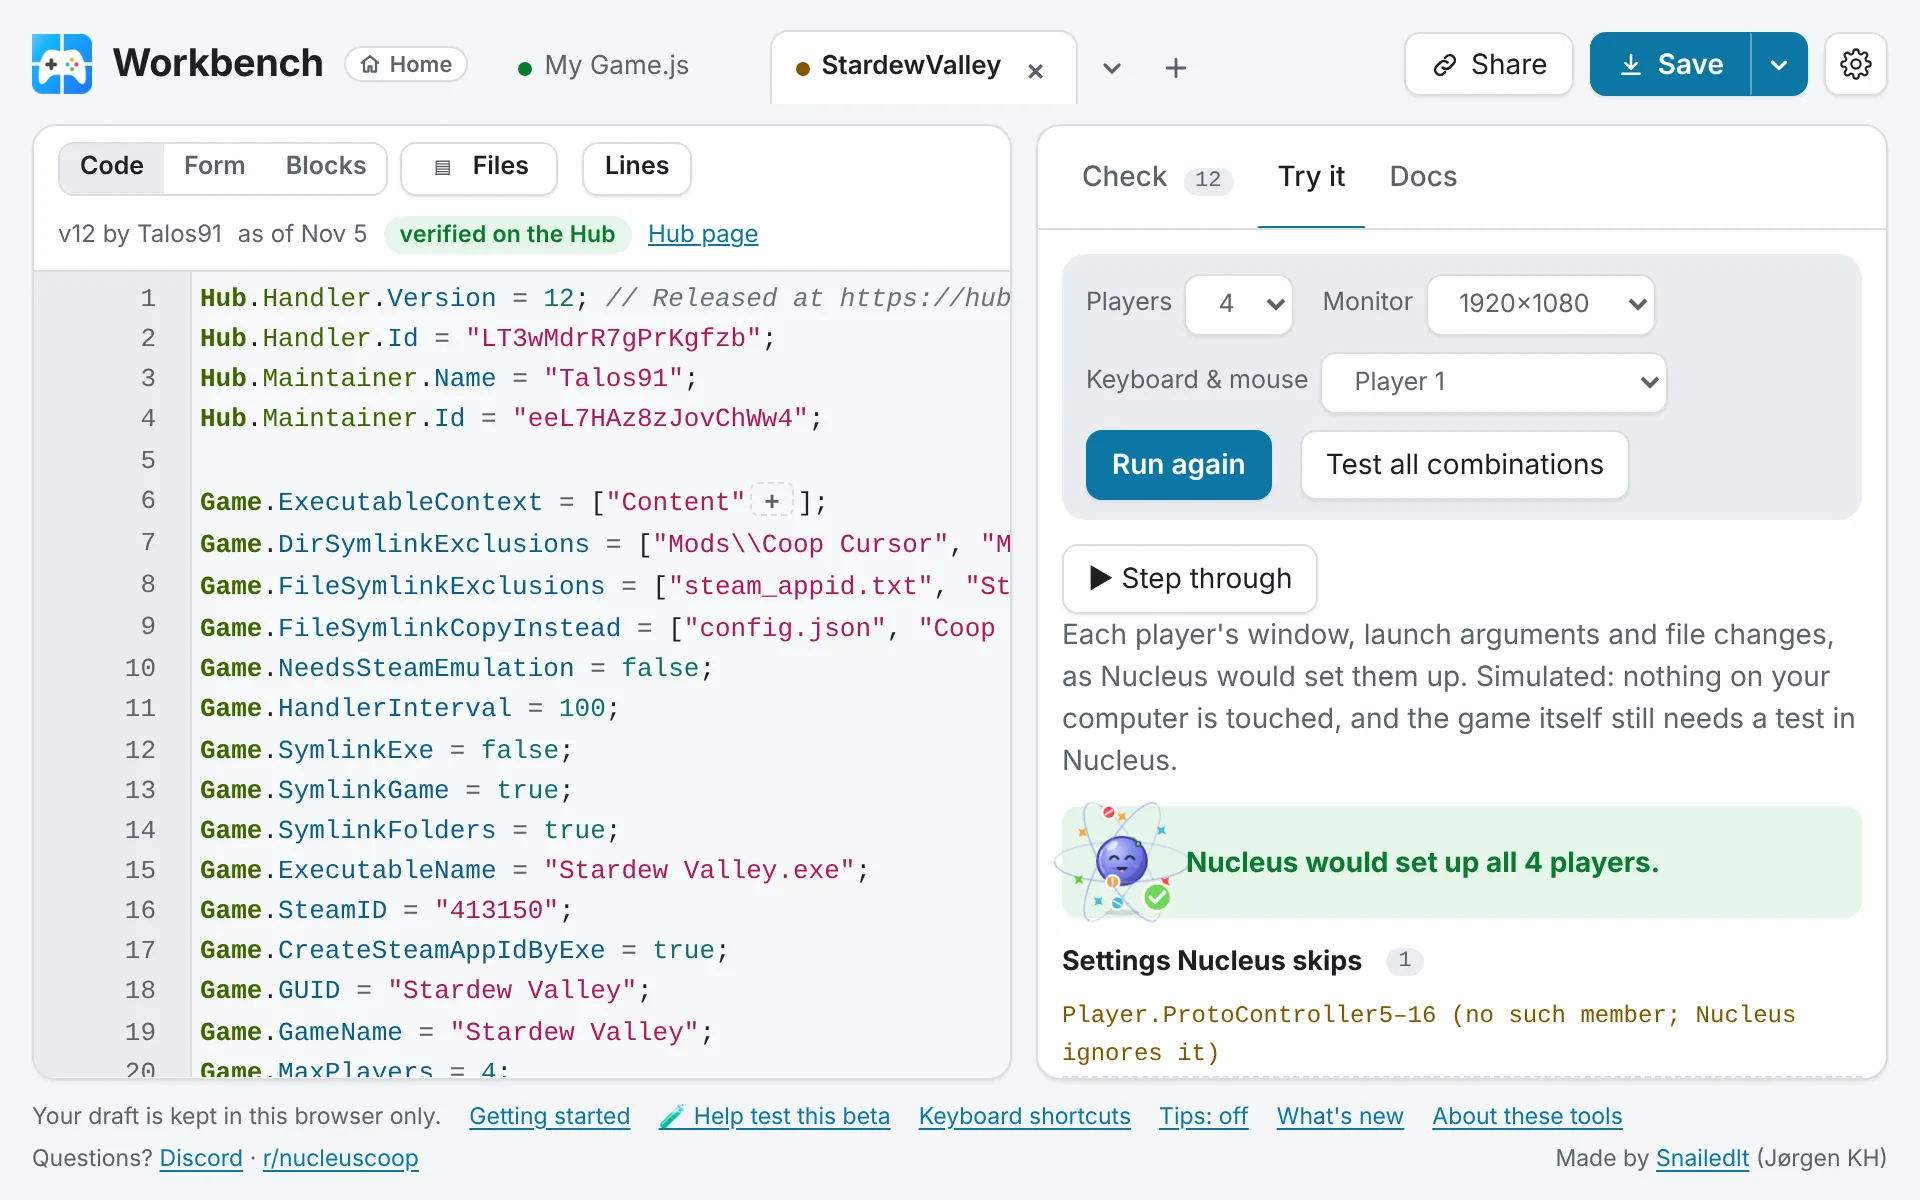 Workbench
Home
My Game.js
StardewValley ×
+
Share
Save
Code Form Blocks Files Lines
v12 by Talos91 as of Nov 5 verified on the Hub Hub page
1 Hub.Handler.Version = 12; // Released at https://hub
2 Hub.Handler.Id = "LT3wMdrR7gPrKgfzb";
3 Hub.Maintainer.Name = "Talos91";
4 Hub.Maintainer.Id = "eeL7HAz8zJovChWw4";
5
6 Game.ExecutableContext = ["Content" + ];
7 Game.DirSymlinkExclusions = ["Mods\\Coop Cursor", "M
8 Game.FileSymlinkExclusions = ["steam_appid.txt", "St
9 Game.FileSymlinkCopyInstead = ["config.json", "Coop
10 Game.NeedsSteamEmulation = false;
11 Game.HandlerInterval = 100;
12 Game.SymlinkExe = false;
13 Game.SymlinkGame = true;
14 Game.SymlinkFolders = true;
15 Game.ExecutableName = "Stardew Valley.exe";
16 Game.SteamID = "413150";
17 Game.CreateSteamAppIdByExe = true;
18 Game.GUID = "Stardew Valley";
19 Game.GameName = "Stardew Valley";
20 Game.MaxPlayers = 4;
Check 12 Try it Docs
Players 4 Monitor 1920×1080
Keyboard & mouse Player 1
Run again Test all combinations
▶ Step through
Each player's window, launch arguments and file changes,
as Nucleus would set them up. Simulated: nothing on your
computer is touched, and the game itself still needs a test in
Nucleus.
Nucleus would set up all 4 players.
Settings Nucleus skips 1
Player.ProtoController5–16 (no such member; Nucleus
ignores it)
Your draft is kept in this browser only. Getting started 🧪 Help test this beta Keyboard shortcuts Tips: off What's new About these tools
Questions? Discord · r/nucleuscoop
Made by SnailedIt (Jørgen KH)